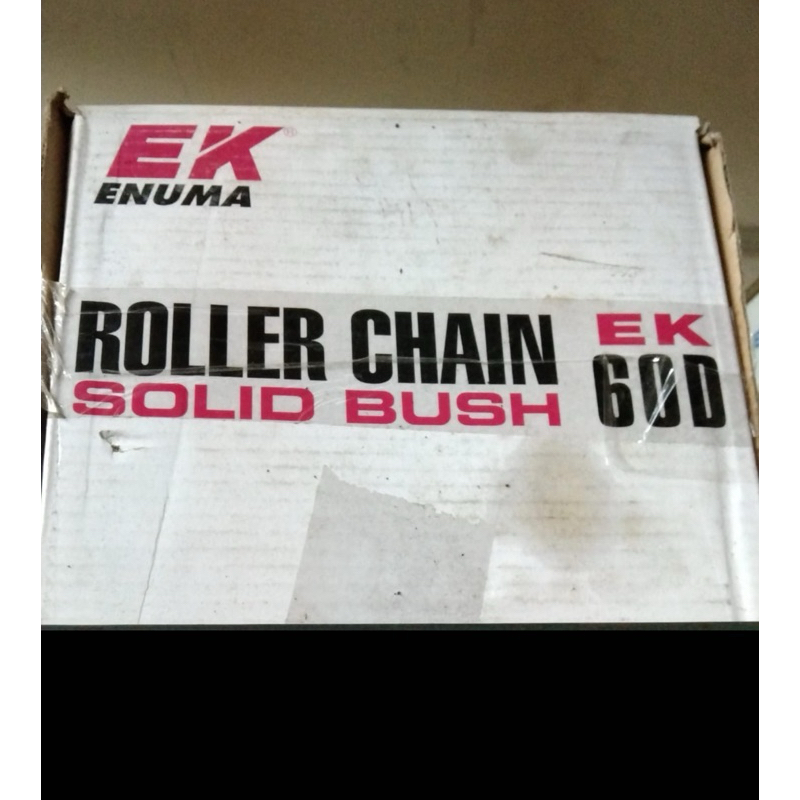 EK®
ENUMA
ROLLER CHAIN EK
SOLID BUSH 60D